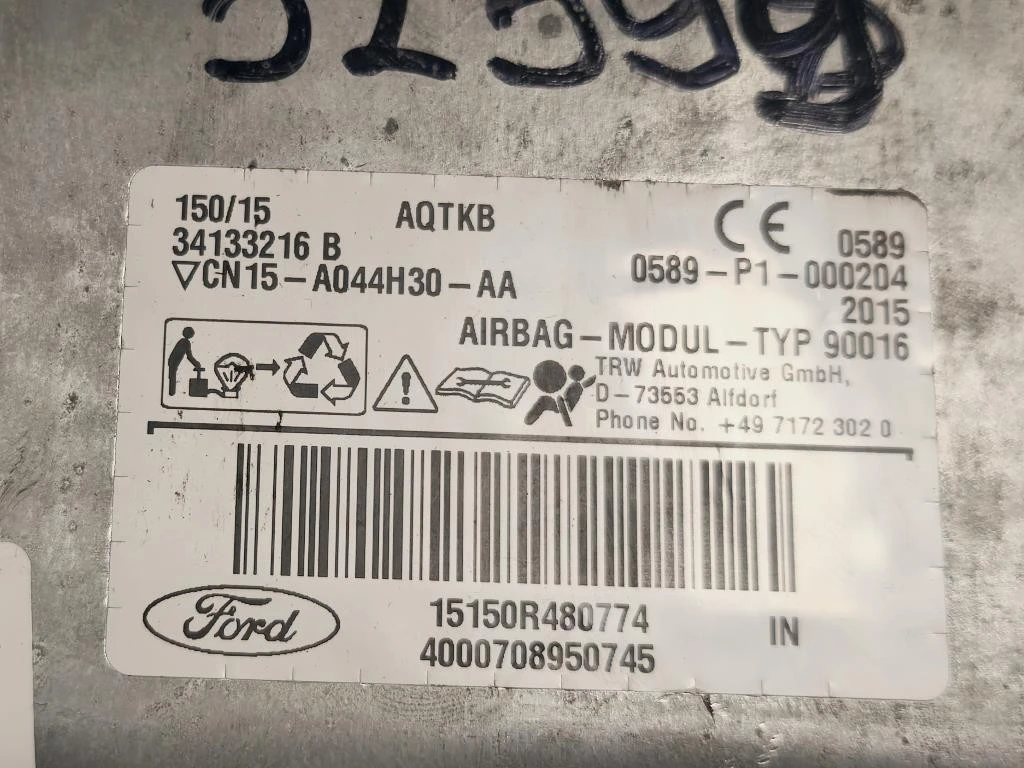 150/15 AQTKB CE 0589
34133216 B 0589-P1-000204
CN15-A044H30-AA 2015
AIRBAG-MODUL-TYP 90016
TRW Automotive GmbH,
D-73553 Alfdorf
Phone No. +49 7172 302 0
Ford 15150R480774 IN
4000708950745